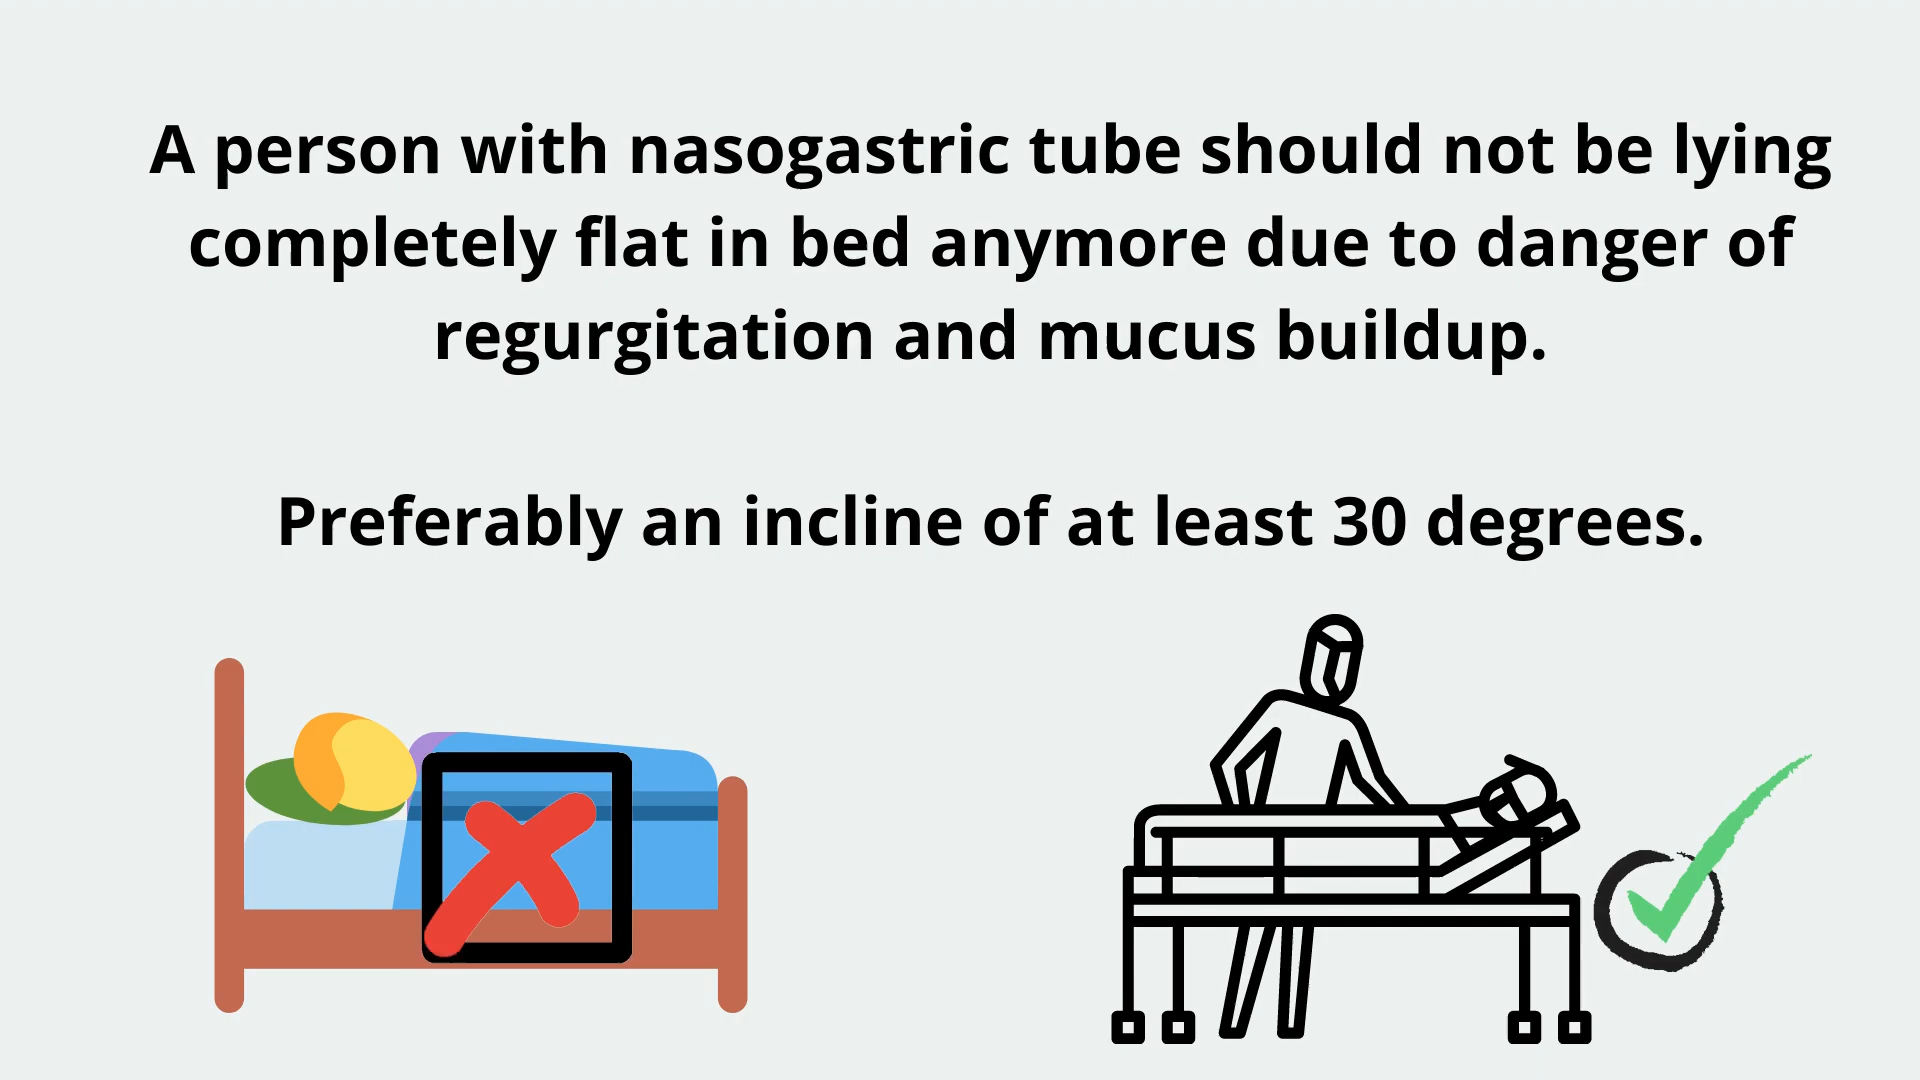 A person with nasogastric tube should not be lying
completely flat in bed anymore due to danger of
regurgitation and mucus buildup.
Preferably an incline of at least 30 degrees.